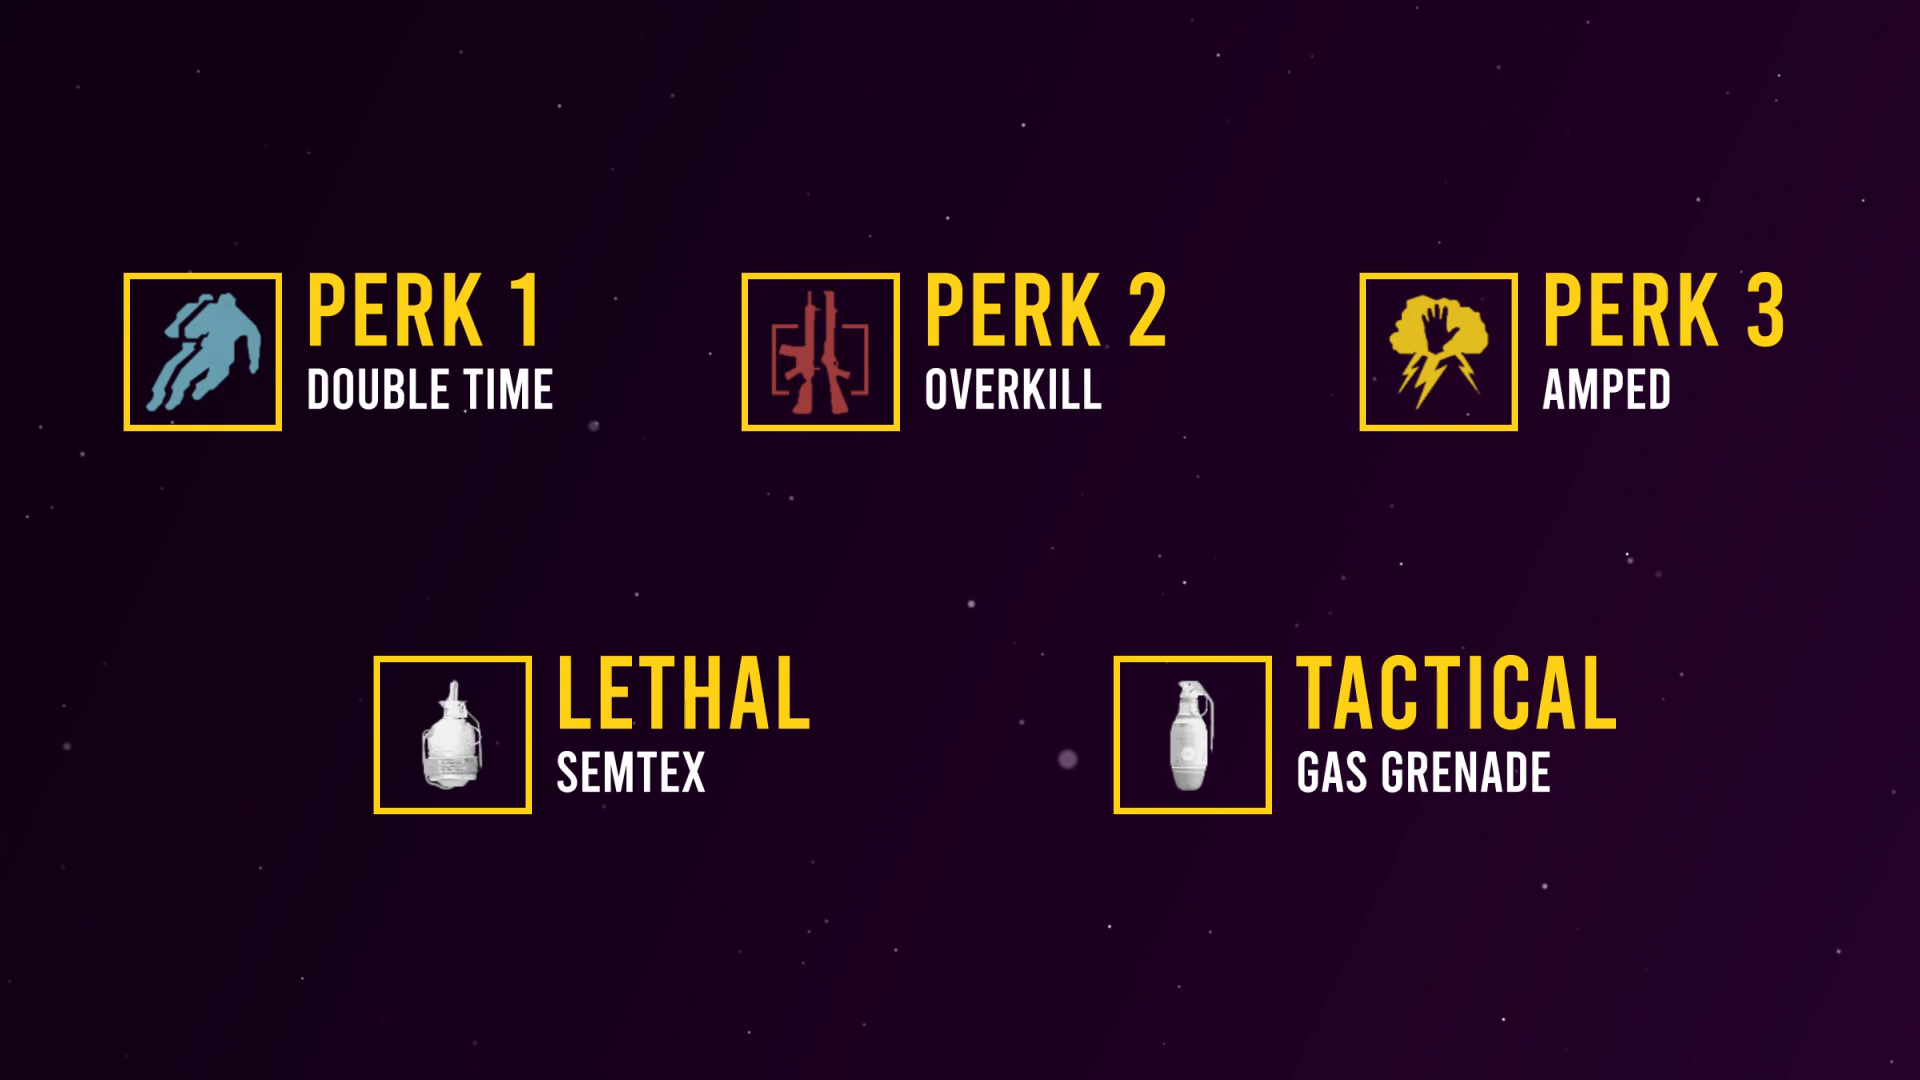 PERK 1
DOUBLE TIME
PERK 2
OVERKILL
PERK 3
AMPED
LETHAL
SEMTEX
TACTICAL
GAS GRENADE